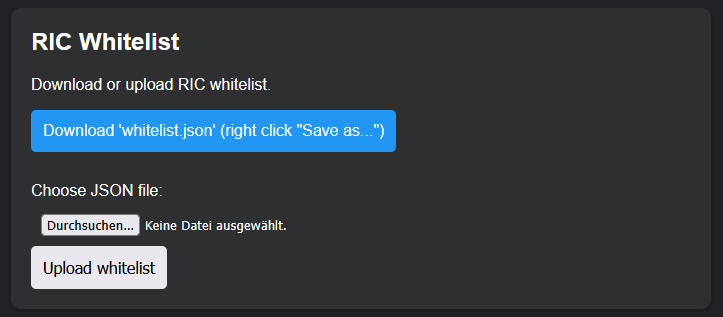 RIC Whitelist
Download or upload RIC whitelist.
Download 'whitelist.json' (right click "Save as...")
Choose JSON file:
Durchsuchen... Keine Datei ausgewählt.
Upload whitelist